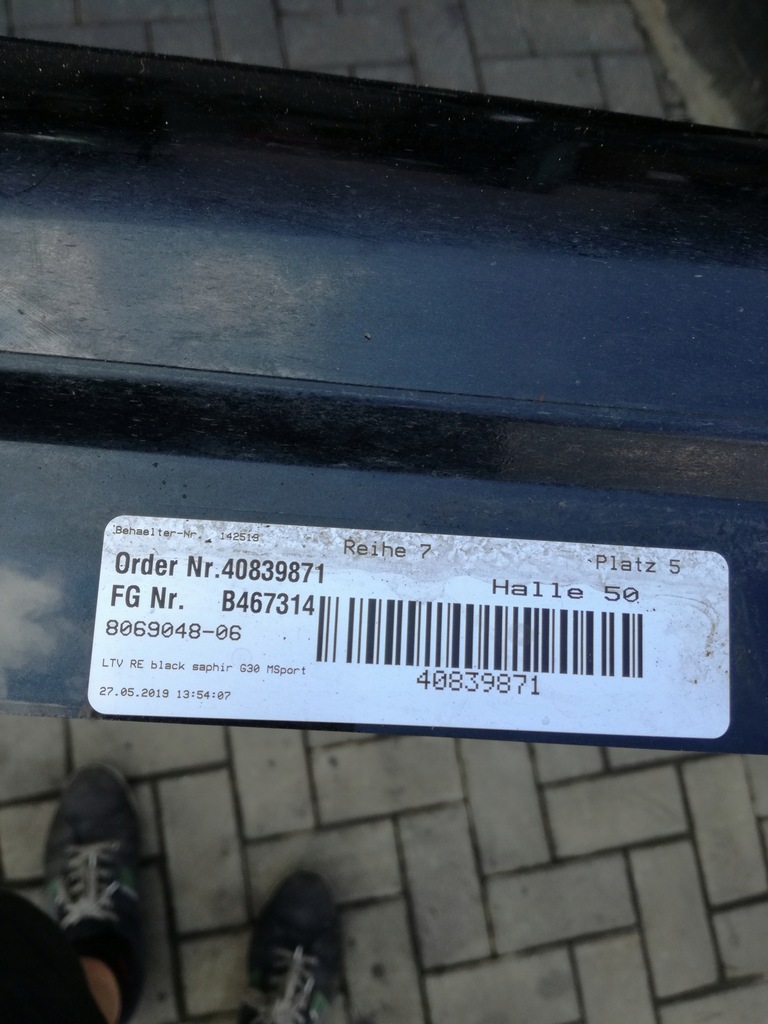 Behaelter-Nr. 142519
Reihe 7
Platz 5
Order Nr.40839871
Halle 50
FG Nr. B467314
8069048-06
40839871
LTV RE black saphir G30 MSport
27.05.2019 13:54:07